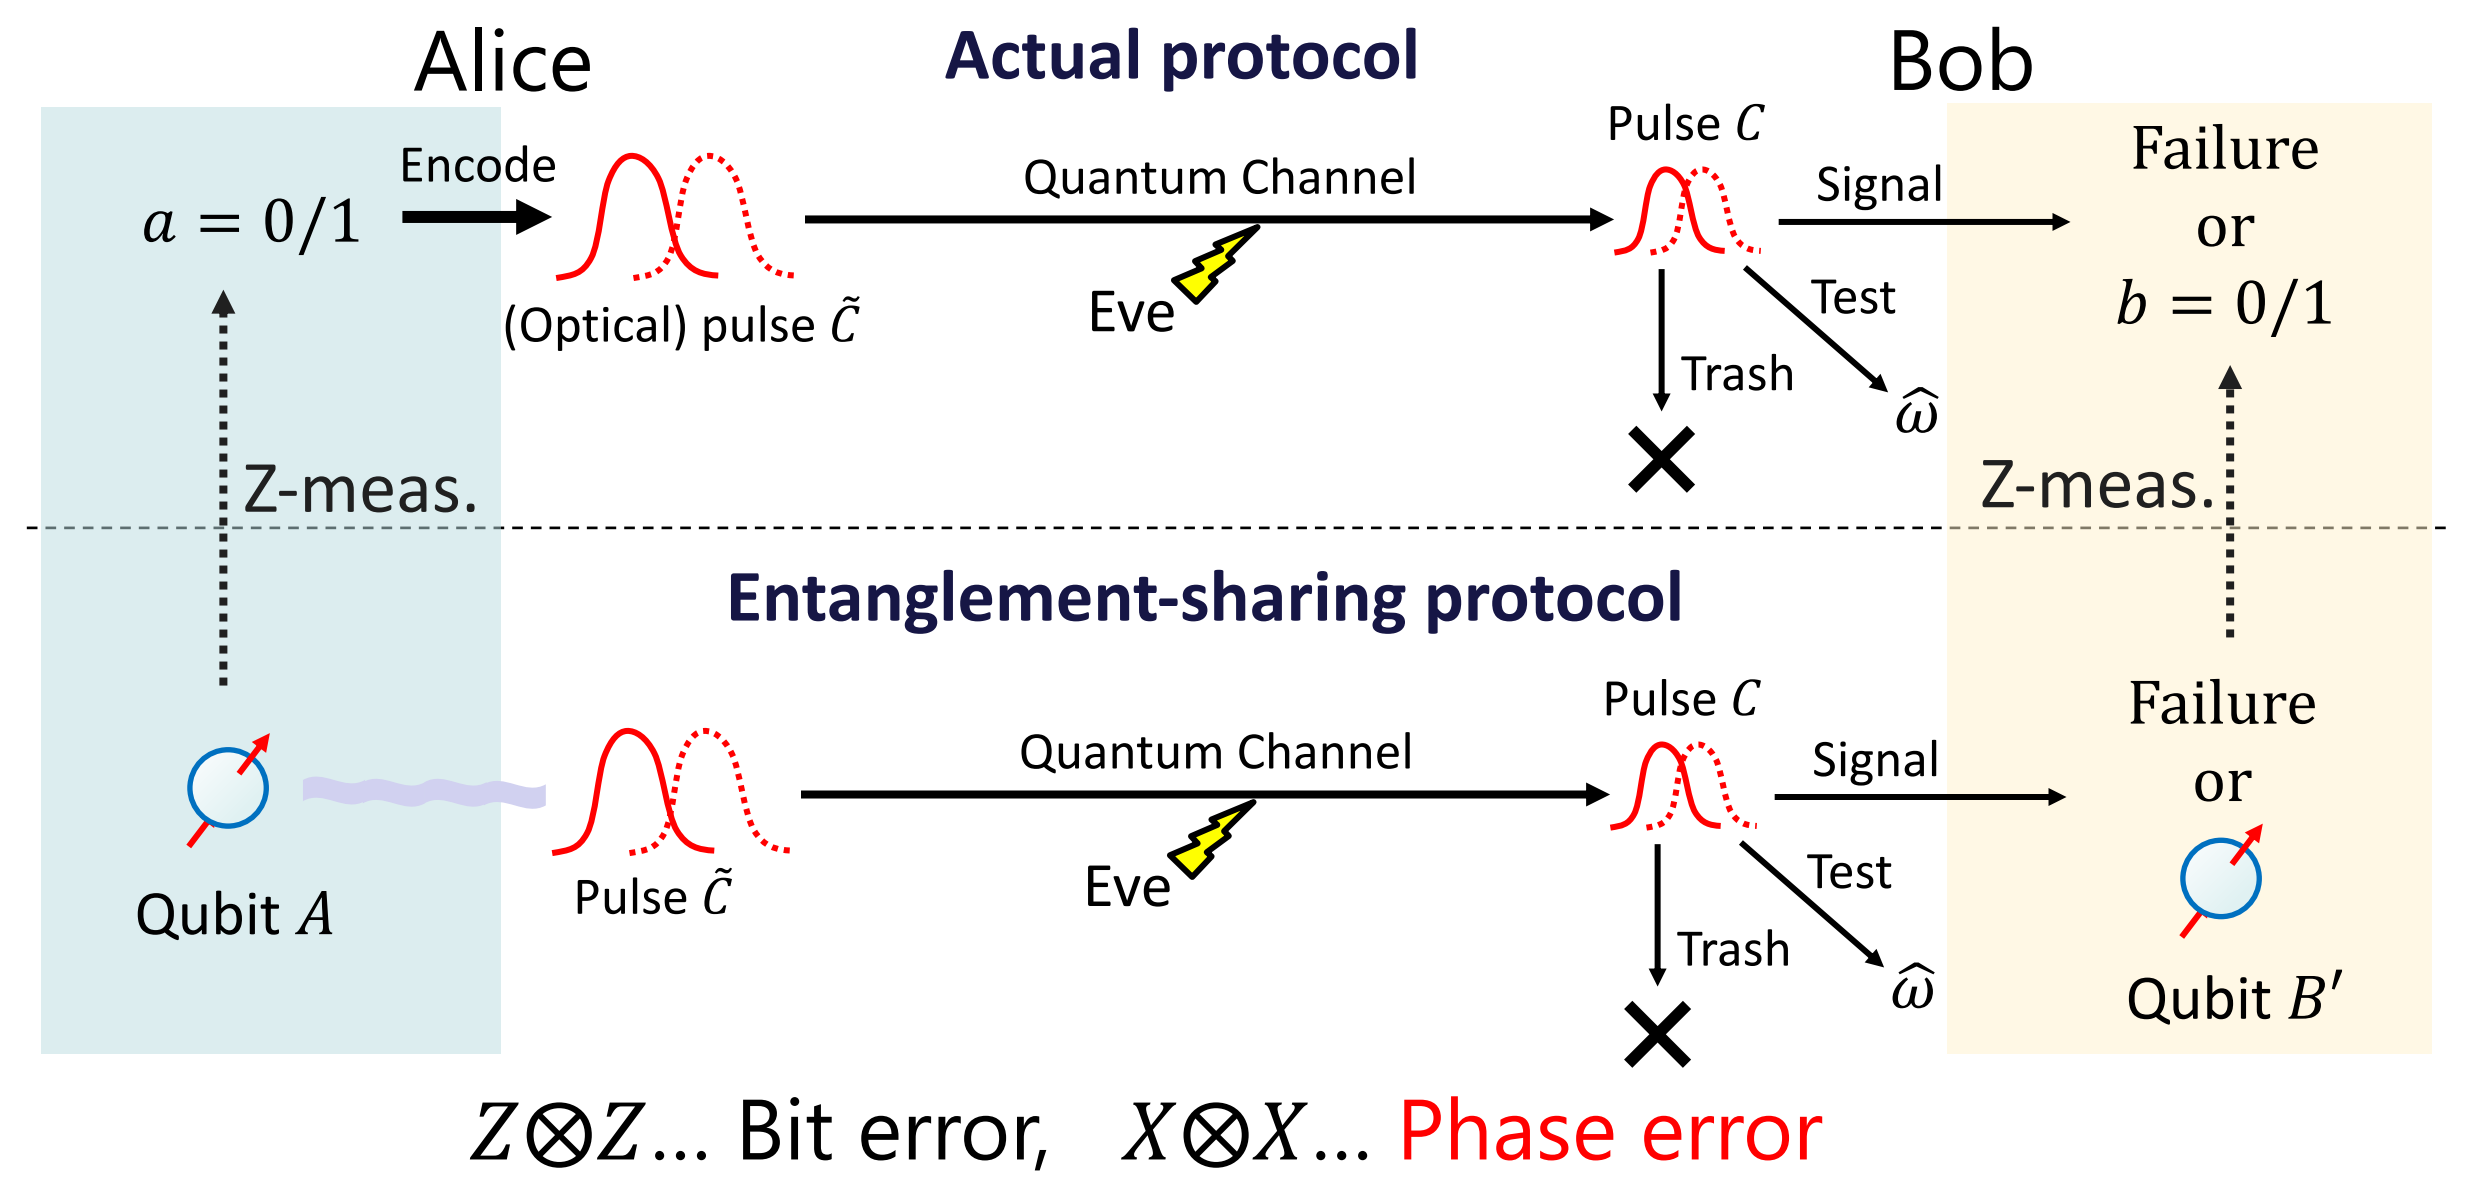 Alice
Actual protocol
Bob
Encode
a = 0/1
(Optical) pulse C̃
Quantum Channel
Eve
Pulse C
Signal
Test
Trash
ω̂
Failure
or
b = 0/1
Z-meas.
Z-meas.
Entanglement-sharing protocol
Qubit A
Pulse C̃
Quantum Channel
Eve
Pulse C
Signal
Test
Trash
ω̂
Failure
or
Qubit B′
Z⊗Z... Bit error, X⊗X... Phase error